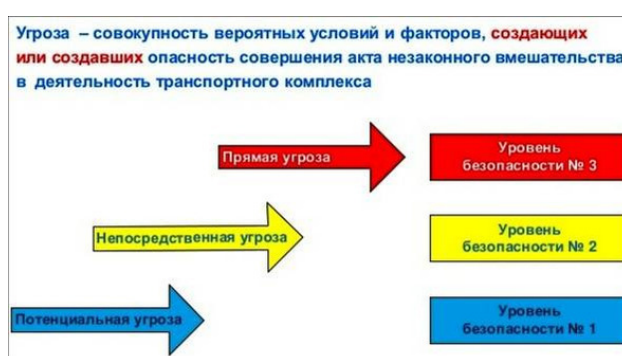 Угроза – совокупность вероятных условий и факторов, создающих
или создавших опасность совершения акта незаконного вмешательства
в деятельность транспортного комплекса
Прямая угроза
Уровень
безопасности № 3
Непосредственная угроза
Уровень
безопасности № 2
Потенциальная угроза
Уровень
безопасности № 1